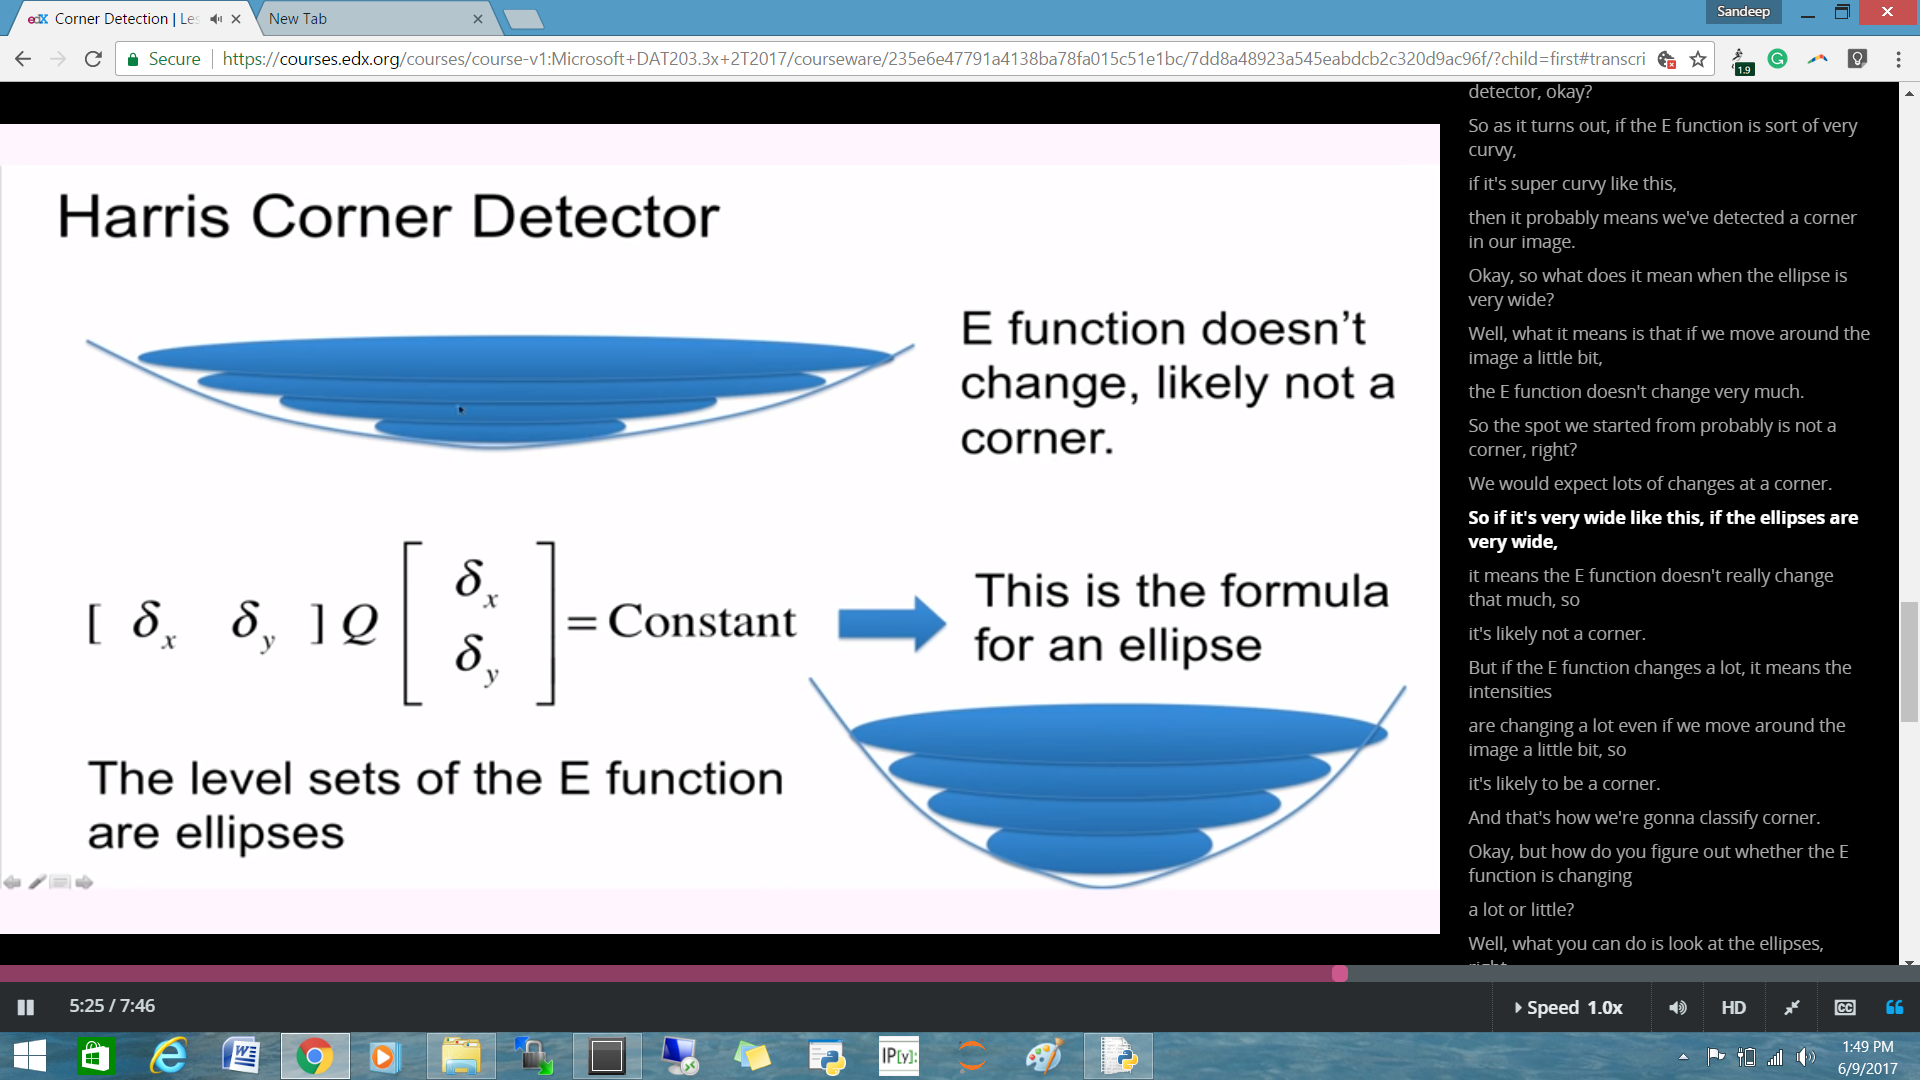 edX Corner Detection | Les
New Tab
Sandeep
Secure
https://courses.edx.org/courses/course-v1:Microsoft+DAT203.3x+2T2017/courseware/235e6e47791a4138ba78fa015c51e1bc/7dd8a48923a545eabdcb2c320d9ac96f/?child=first#transcri
1.9
Harris Corner Detector
E function doesn’t
change, likely not a
corner.
[ δx δy ] Q [ δx δy ] = Constant
This is the formula
for an ellipse
The level sets of the E function
are ellipses
detector, okay?
So as it turns out, if the E function is sort of very
curvy,
if it's super curvy like this,
then it probably means we've detected a corner
in our image.
Okay, so what does it mean when the ellipse is
very wide?
Well, what it means is that if we move around the
image a little bit,
the E function doesn't change very much.
So the spot we started from probably is not a
corner, right?
We would expect lots of changes at a corner.
So if it's very wide like this, if the ellipses are
very wide,
it means the E function doesn't really change
that much, so
it's likely not a corner.
But if the E function changes a lot, it means the
intensities
are changing a lot even if we move around the
image a little bit, so
it's likely to be a corner.
And that's how we're gonna classify corner.
Okay, but how do you figure out whether the E
function is changing
a lot or little?
Well, what you can do is look at the ellipses,
right
5:25 / 7:46
Speed 1.0x
HD
CC
IP[y]:
1:49 PM
6/9/2017